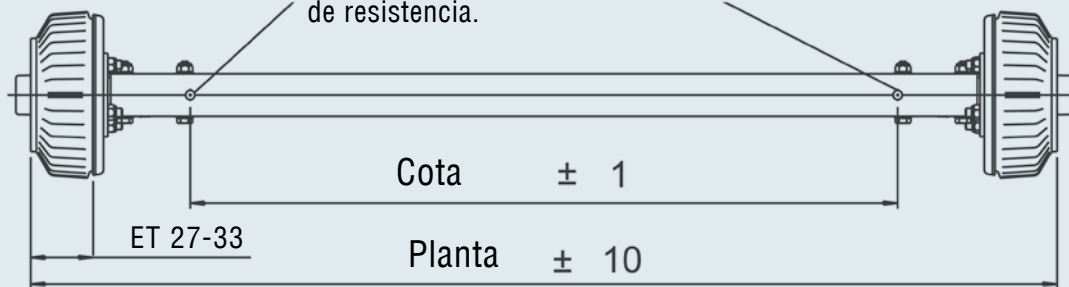 de resistencia.
Cota ± 1
ET 27-33
Planta ± 10